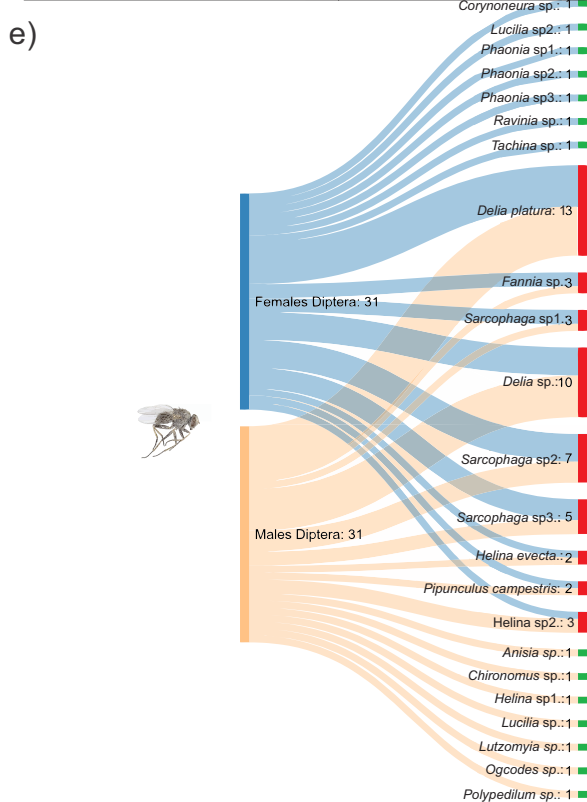 Corynoneura sp.: 1
e)
Lucilia sp2.: 1
Phaonia sp1.: 1
Phaonia sp2.: 1
Phaonia sp3.: 1
Ravinia sp.: 1
Tachina sp.: 1
Delia platura: 13
Fannia sp.:3
Females Diptera: 31
Sarcophaga sp1.:3
Delia sp.:10
Sarcophaga sp2: 7
Sarcophaga sp3.: 5
Males Diptera: 31
Helina evecta.: 2
Pipunculus campestris: 2
Helina sp2.: 3
Anisia sp.:1
Chironomus sp.:1
Helina sp1.:1
Lucilia sp.:1
Lutzomyia sp.:1
Ogcodes sp.:1
Polypedilum sp.: 1